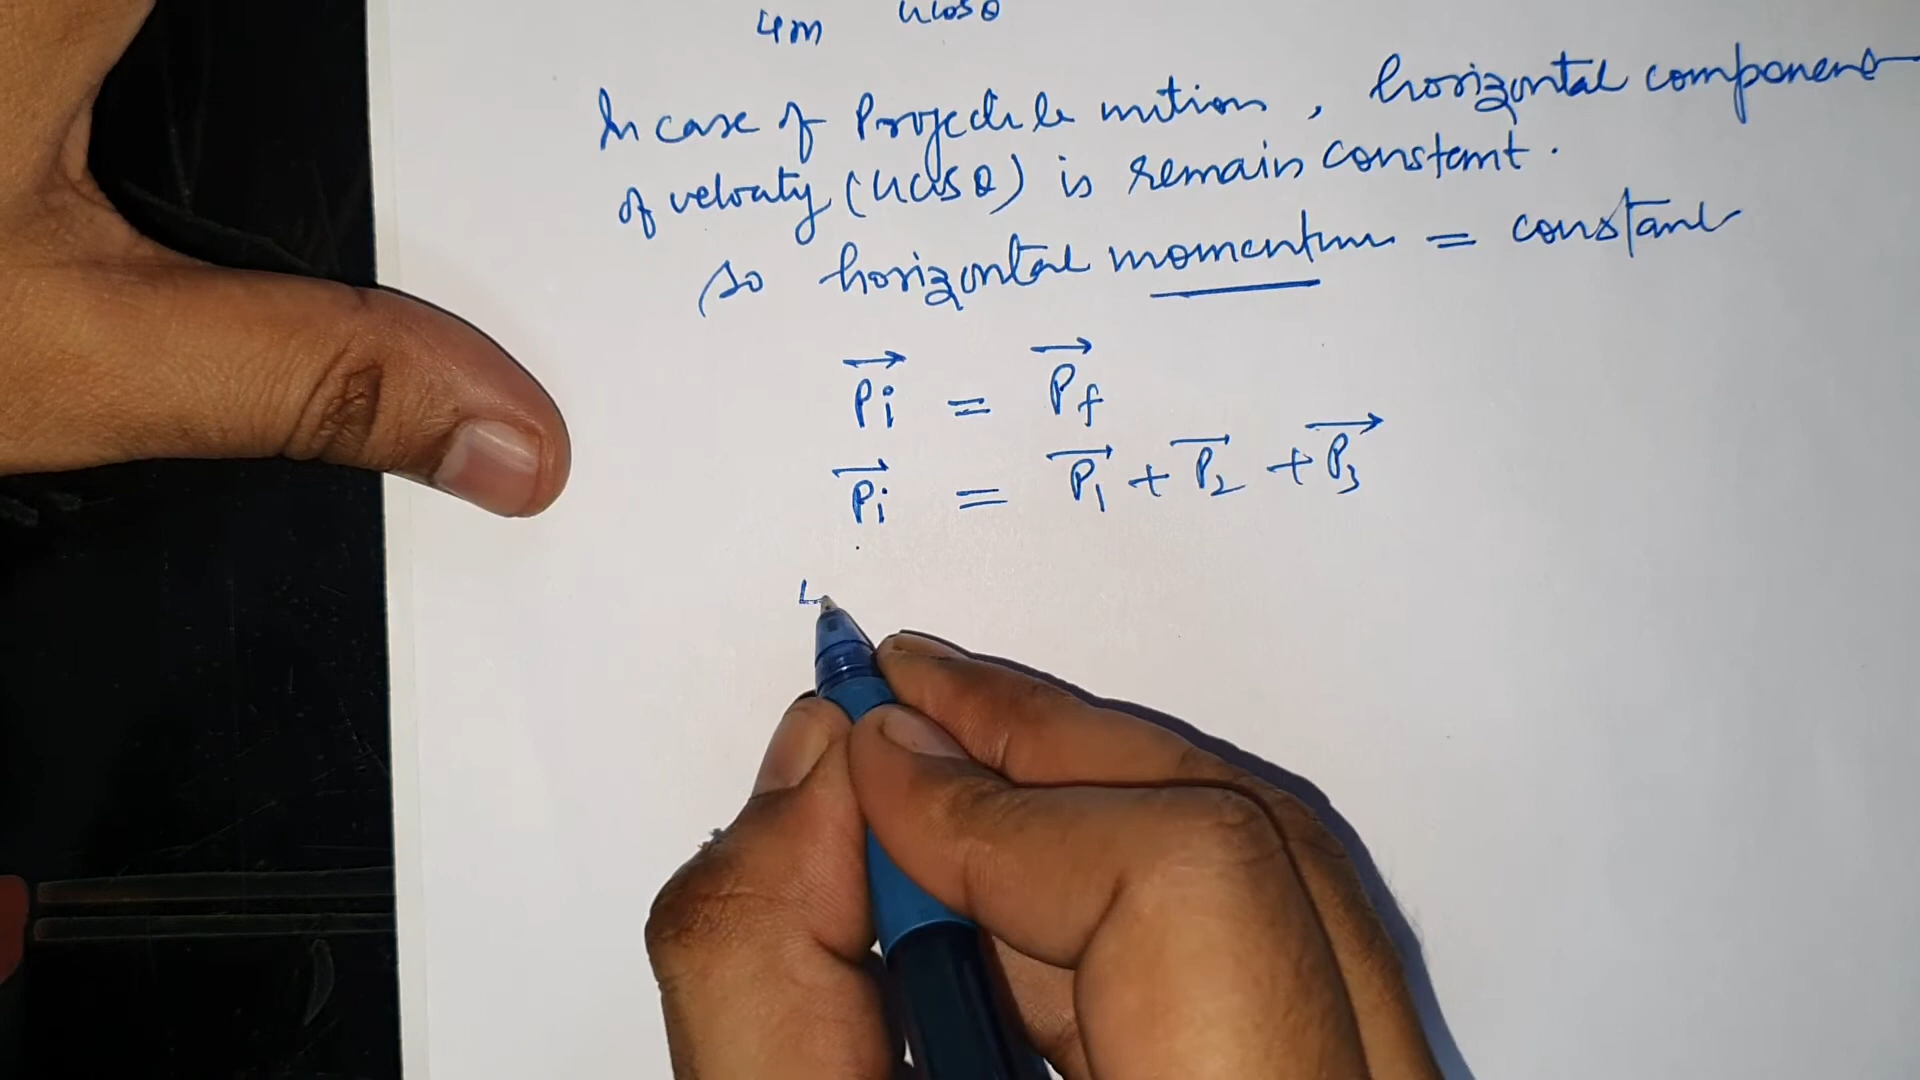 4m ucosθ
In case of Projectile motion, horizontal component
of velocity (ucosθ) is remain constant.
so horizontal momentum = constant
Pi = Pf
Pi = P1 + P2 + P3
4